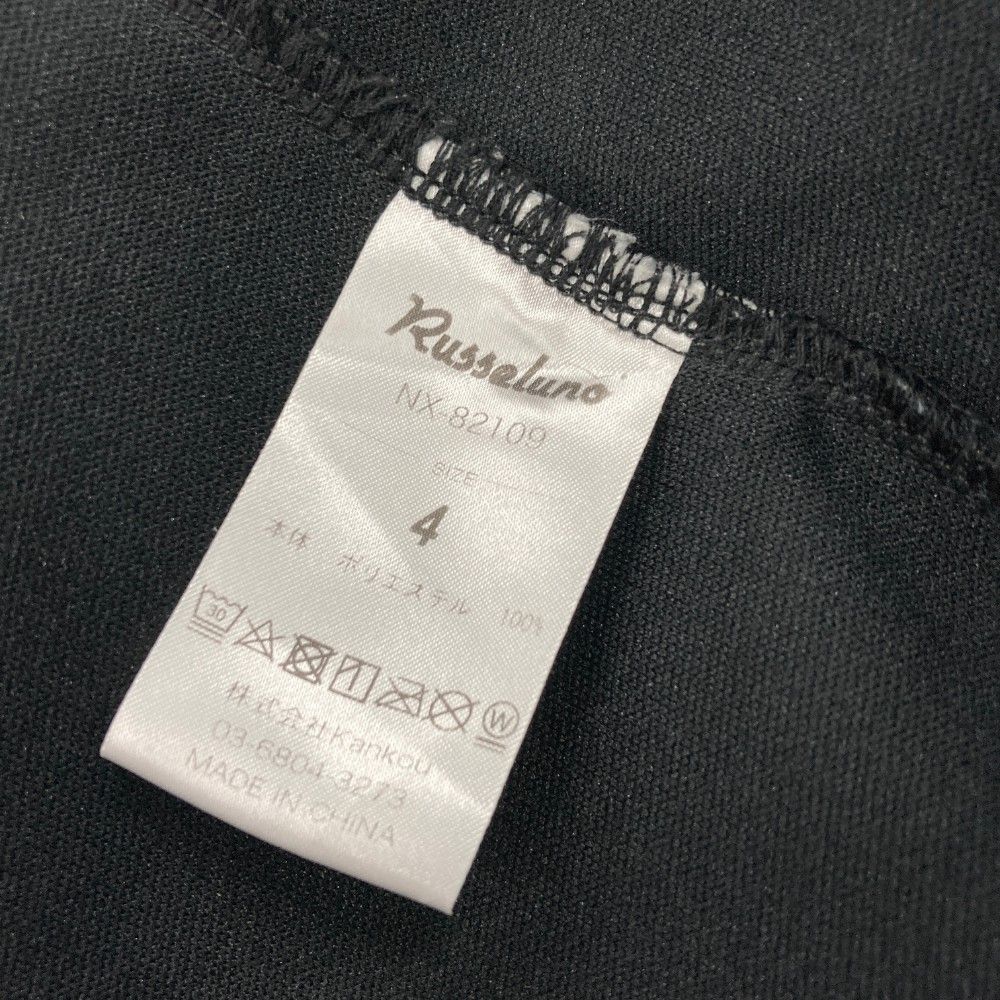 Russeluno
NX-82109
SIZE
4
本体 ポリエステル 100%
30
W
株式会社Kankou
03-6804-3273
MADE IN CHINA